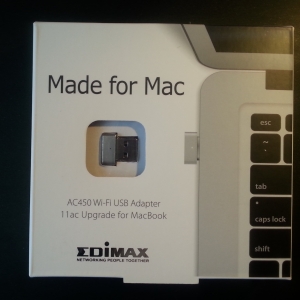 Made for Mac
AC450 Wi-Fi USB Adapter
11ac Upgrade for MacBook
EDIMAX
NETWORKING PEOPLE TOGETHER
esc
~
tab
caps lock
shift